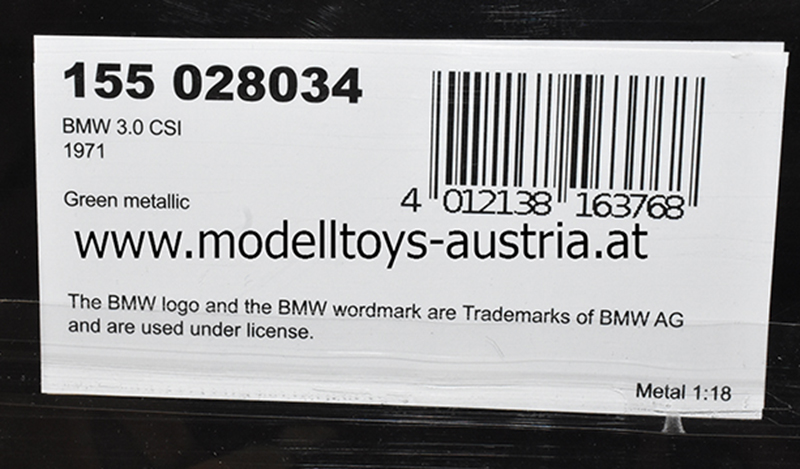 155 028034
BMW 3.0 CSI
1971
4 012138 163768
Green metallic
www.modelltoys-austria.at
The BMW logo and the BMW wordmark are Trademarks of BMW AG
and are used under license.
Metal 1:18